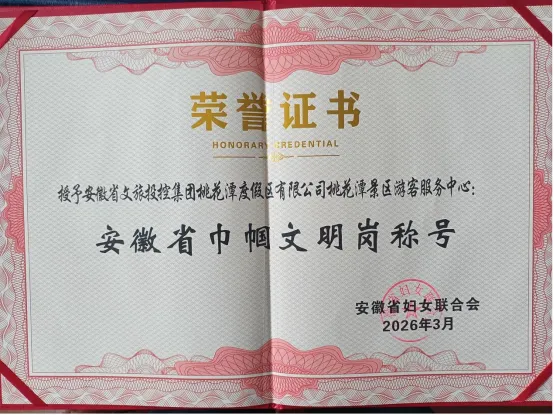 荣誉证书
HONORARY CREDENTIAL
授予安徽省文旅投控集团桃花潭度假区有限公司桃花潭景区游客服务中心:
安徽省巾帼文明岗称号
安徽省妇女联合会
2026年3月